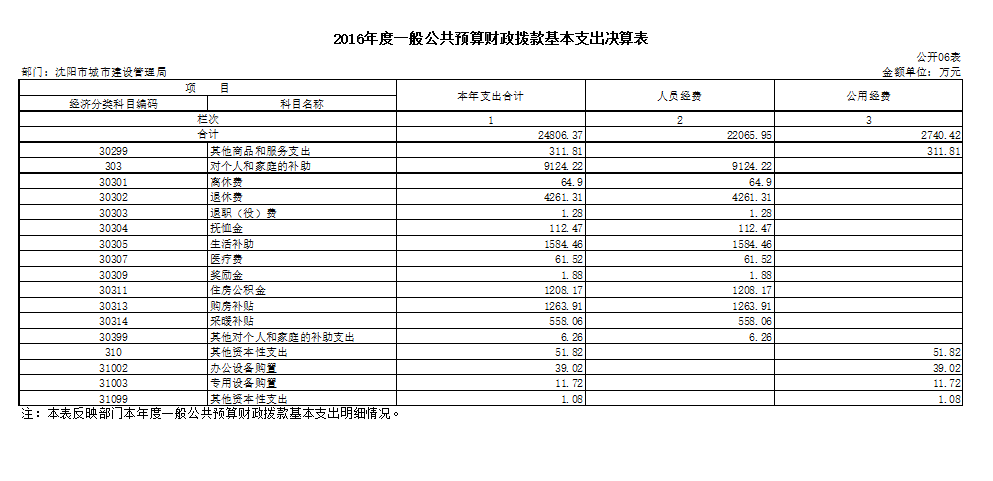 2016年度一般公共预算财政拨款基本支出决算表
公开06表
部门：沈阳市城市建设管理局 金额单位：万元
项 目 本年支出合计 人员经费 公用经费
经济分类科目编码 科目名称
栏次 1 2 3
合计 24806.37 22065.95 2740.42
30299 其他商品和服务支出 311.81 311.81
303 对个人和家庭的补助 9124.22 9124.22
30301 离休费 64.9 64.9
30302 退休费 4261.31 4261.31
30303 退职（役）费 1.28 1.28
30304 抚恤金 112.47 112.47
30305 生活补助 1584.46 1584.46
30307 医疗费 61.52 61.52
30309 奖励金 1.88 1.88
30311 住房公积金 1208.17 1208.17
30313 购房补贴 1263.91 1263.91
30314 采暖补贴 558.06 558.06
30399 其他对个人和家庭的补助支出 6.26 6.26
310 其他资本性支出 51.82 51.82
31002 办公设备购置 39.02 39.02
31003 专用设备购置 11.72 11.72
31099 其他资本性支出 1.08 1.08
注：本表反映部门本年度一般公共预算财政拨款基本支出明细情况。